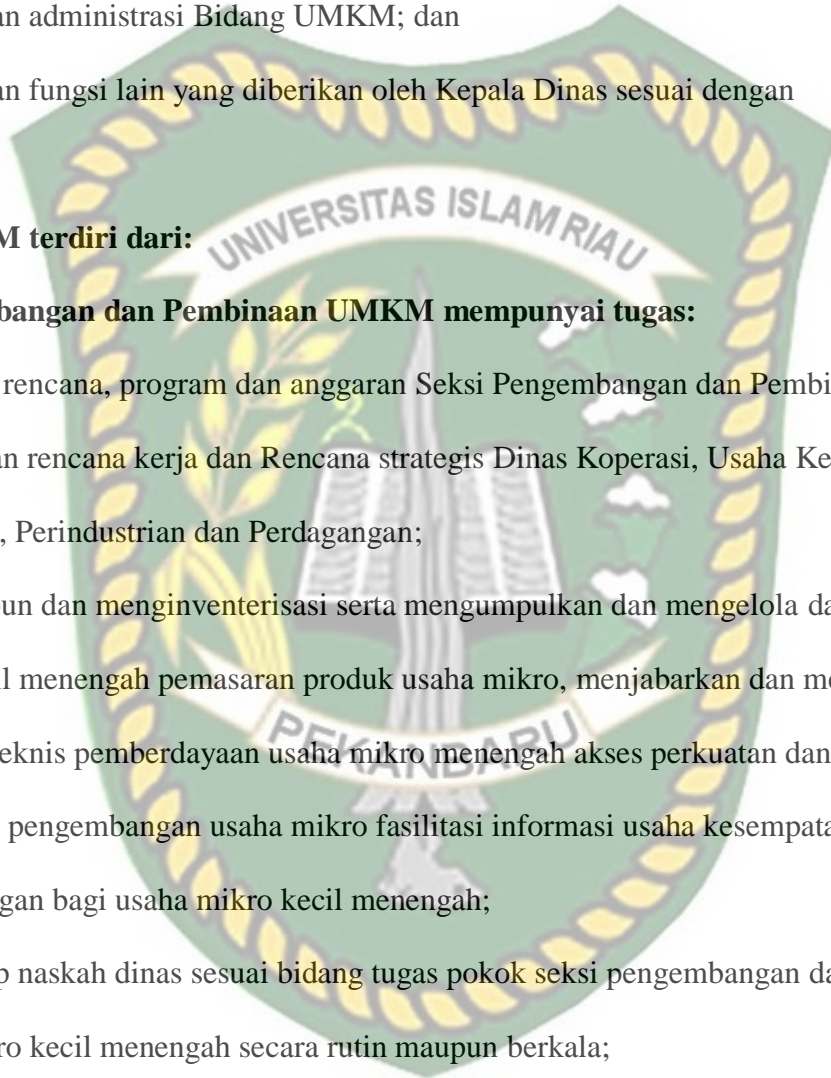 an administrasi Bidang UMKM; dan
an fungsi lain yang diberikan oleh Kepala Dinas sesuai dengan
UNIVERSITAS ISLAM RIAU
M terdiri dari:
bangan dan Pembinaan UMKM mempunyai tugas:
rencana, program dan anggaran Seksi Pengembangan dan Pembi
an rencana kerja dan Rencana strategis Dinas Koperasi, Usaha Ke
, Perindustrian dan Perdagangan;
un dan menginventerisasi serta mengumpulkan dan mengelola da
l menengah pemasaran produk usaha mikro, menjabarkan dan me
eknis pemberdayaan usaha mikro menengah akses perkuatan dan
PEKANBARU
pengembangan usaha mikro fasilitasi informasi usaha kesempata
gan bagi usaha mikro kecil menengah;
p naskah dinas sesuai bidang tugas pokok seksi pengembangan da
ro kecil menengah secara rutin maupun berkala;